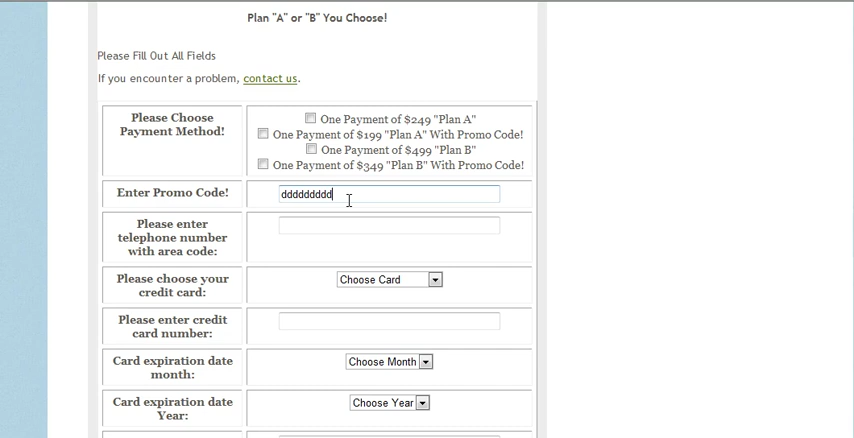 Plan "A" or "B" You Choose!
Please Fill Out All Fields
If you encounter a problem, contact us.
Please Choose
Payment Method!
One Payment of $249 "Plan A"
One Payment of $199 "Plan A" With Promo Code!
One Payment of $499 "Plan B"
One Payment of $349 "Plan B" With Promo Code!
Enter Promo Code!
ddddddddd
Please enter
telephone number
with area code:
Please choose your
credit card:
Choose Card
Please enter credit
card number:
Card expiration date
month:
Choose Month
Card expiration date
Year:
Choose Year